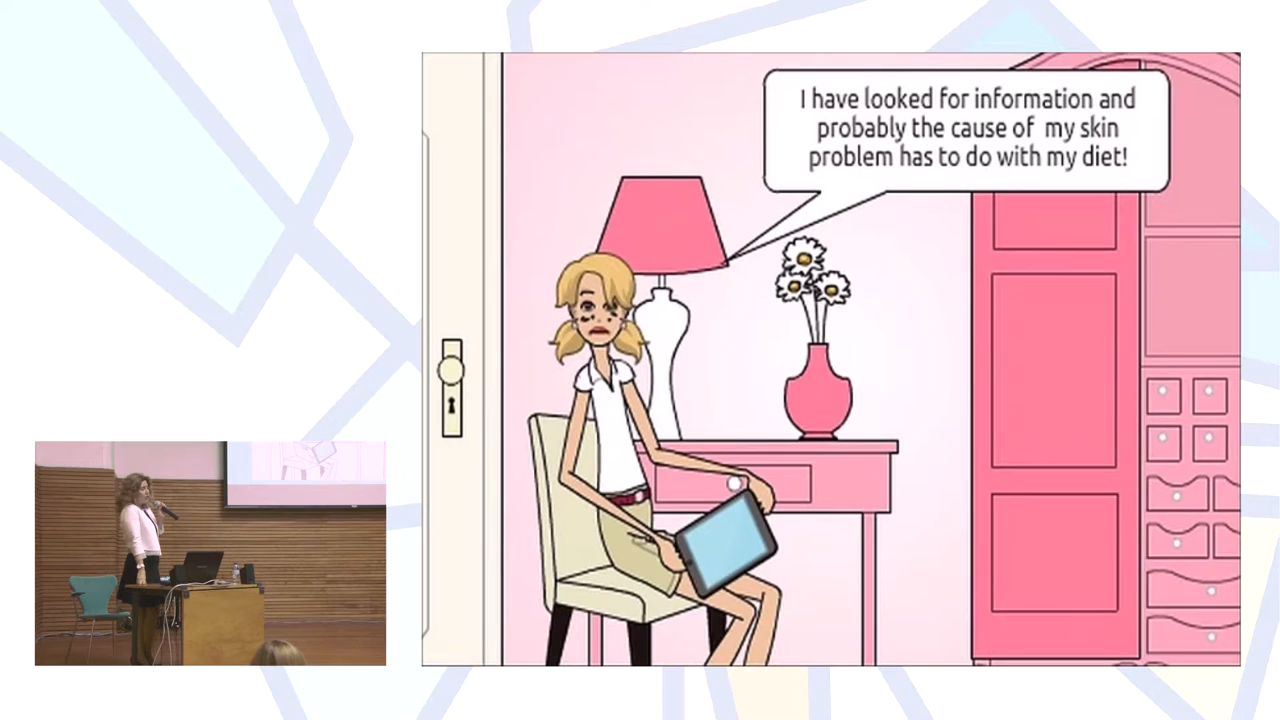 I have looked for information and
probably the cause of my skin
problem has to do with my diet!